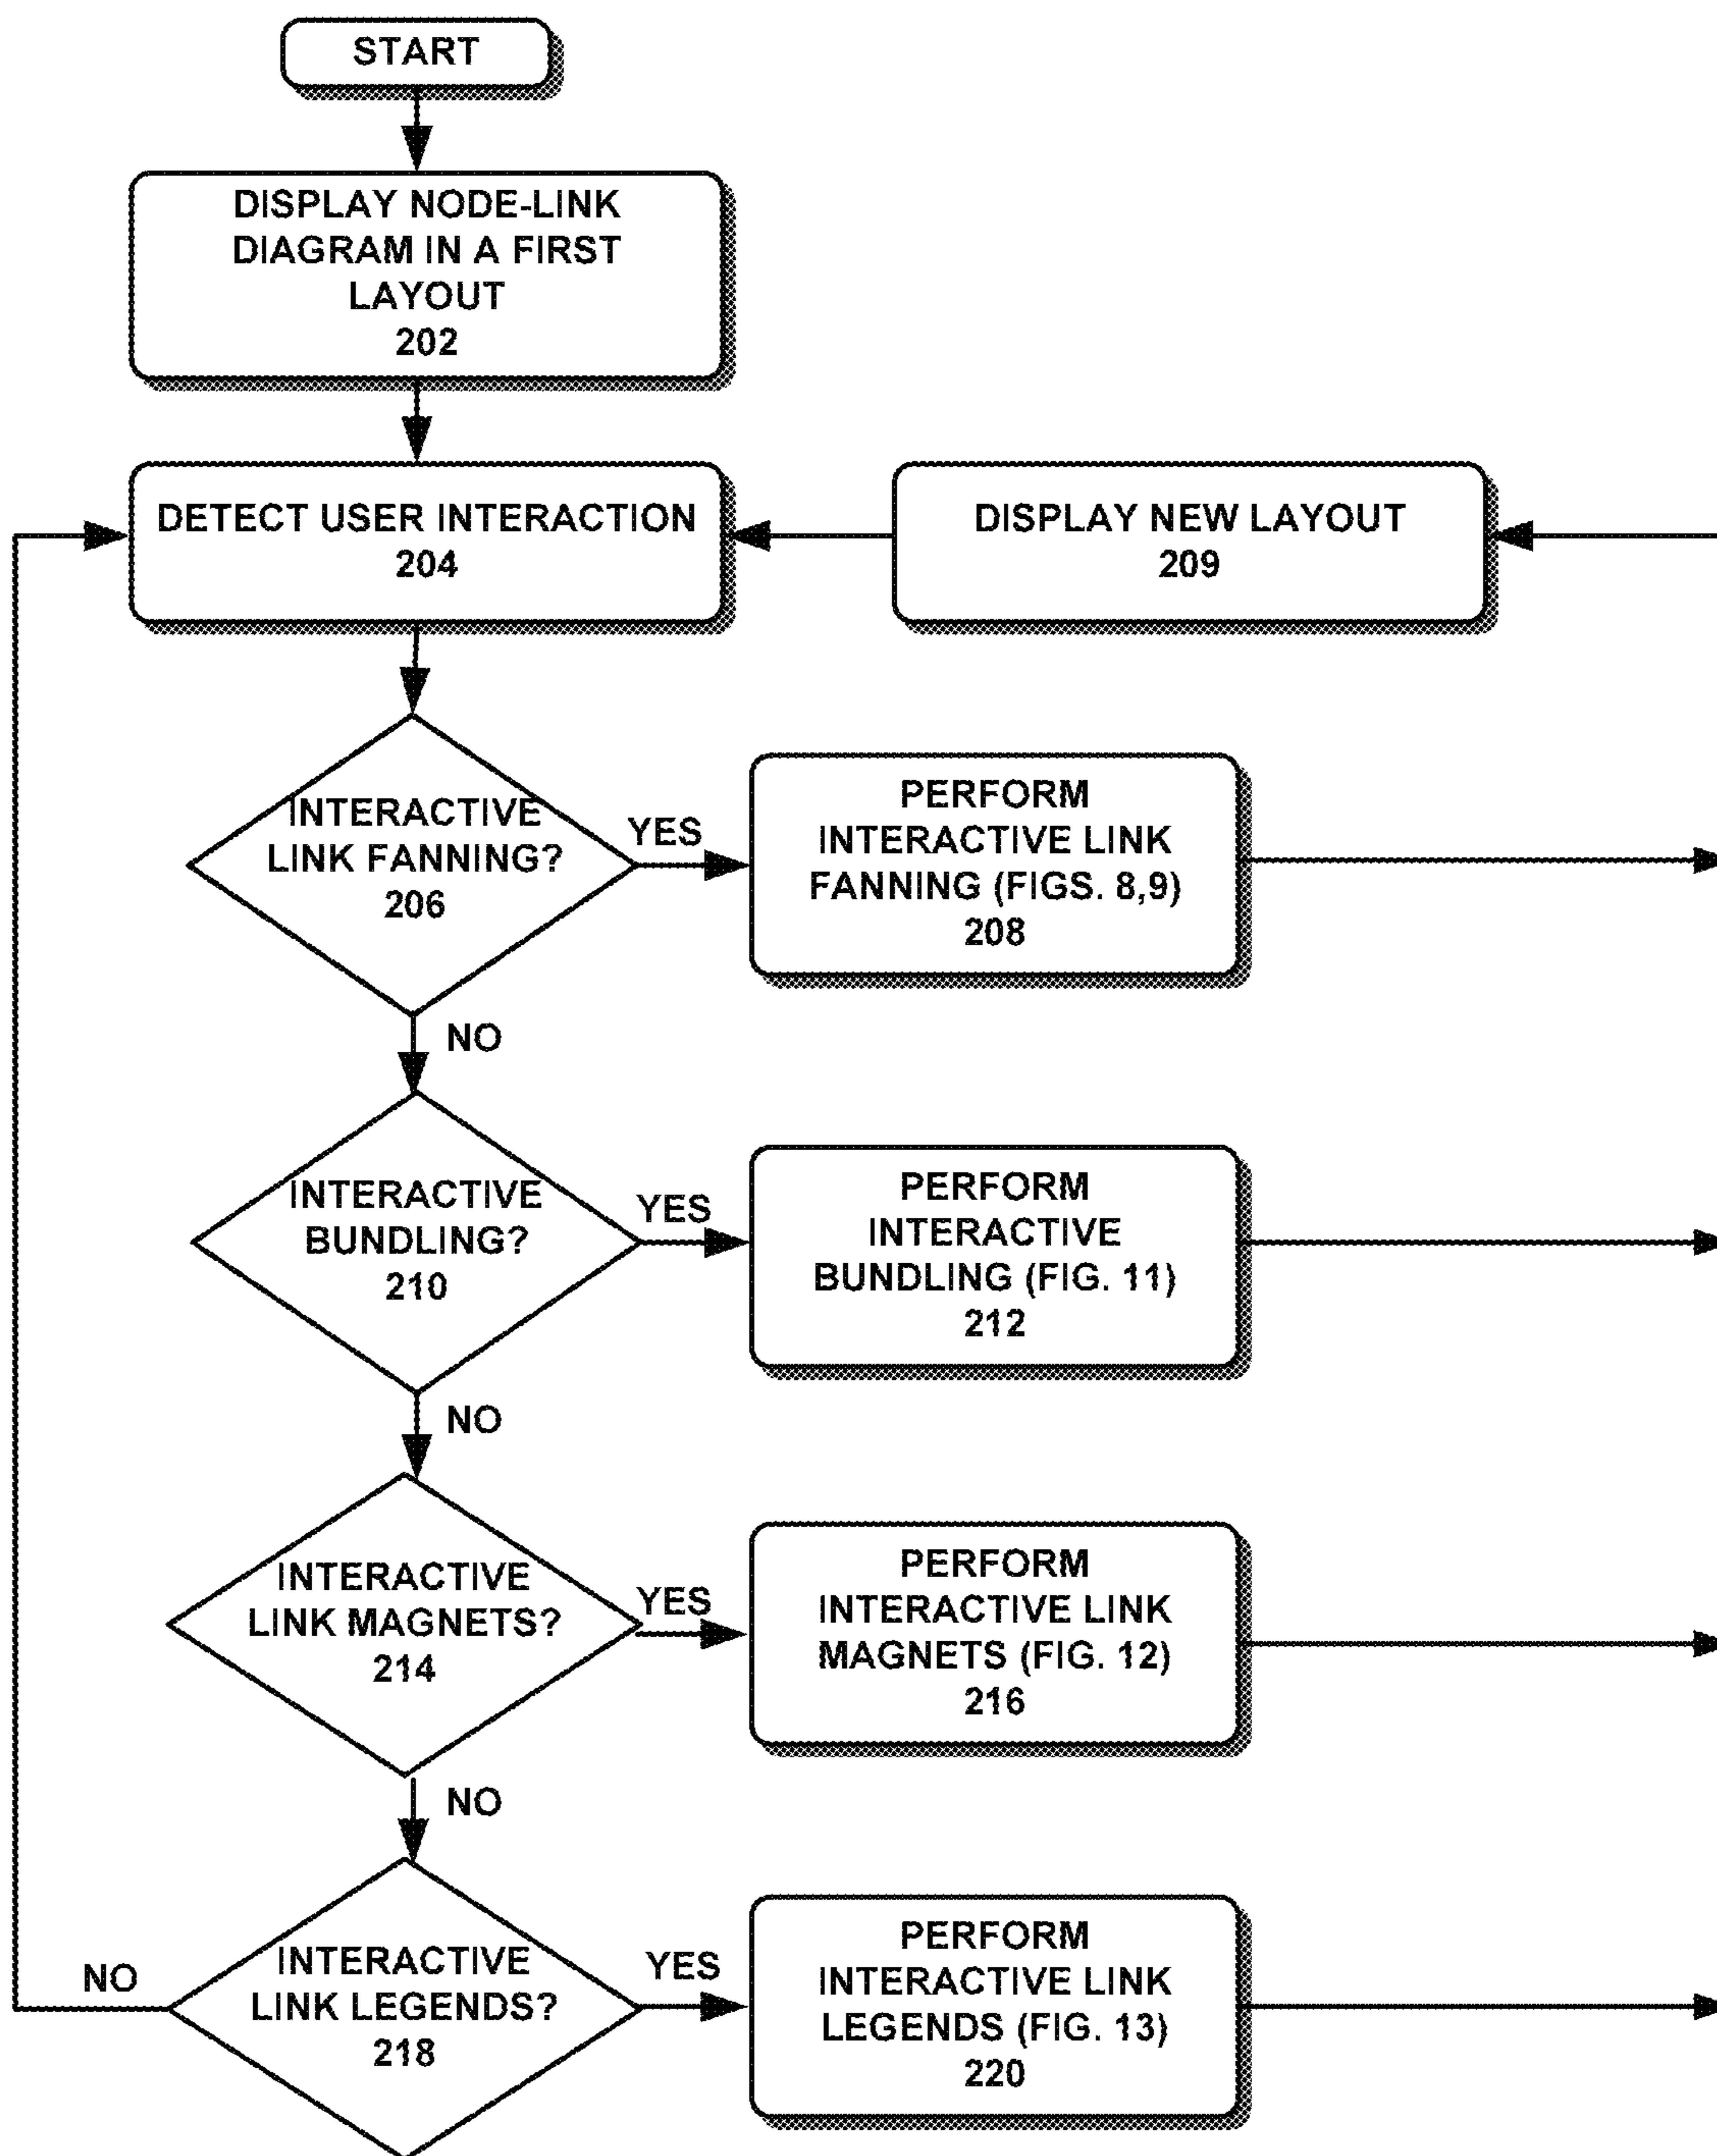 START
DISPLAY NODE-LINK
DIAGRAM IN A FIRST
LAYOUT
202
DETECT USER INTERACTION
204
DISPLAY NEW LAYOUT
209
INTERACTIVE
LINK FANNING?
206
YES
PERFORM
INTERACTIVE LINK
FANNING (FIGS. 8,9)
208
NO
INTERACTIVE
BUNDLING?
210
YES
PERFORM
INTERACTIVE
BUNDLING (FIG. 11)
212
NO
INTERACTIVE
LINK MAGNETS?
214
YES
PERFORM
INTERACTIVE LINK
MAGNETS (FIG. 12)
216
NO
INTERACTIVE
LINK LEGENDS?
218
NO
YES
PERFORM
INTERACTIVE LINK
LEGENDS (FIG. 13)
220